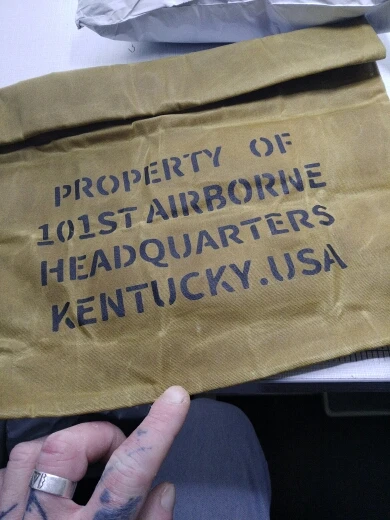 PROPERTY OF
101ST AIRBORNE
HEADQUARTERS
KENTUCKY.USA